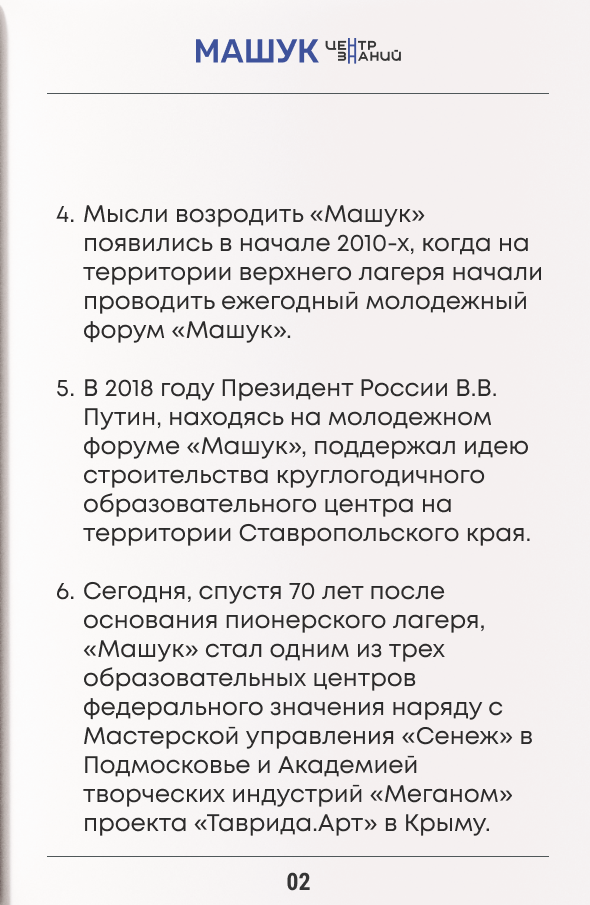 МАШУК ЦЕНТР
ЗНАНИЙ
4. Мысли возродить «Машук»
появились в начале 2010-х, когда на
территории верхнего лагеря начали
проводить ежегодный молодежный
форум «Машук».
5. В 2018 году Президент России В.В.
Путин, находясь на молодежном
форуме «Машук», поддержал идею
строительства круглогодичного
образовательного центра на
территории Ставропольского края.
6. Сегодня, спустя 70 лет после
основания пионерского лагеря,
«Машук» стал одним из трех
образовательных центров
федерального значения наряду с
Мастерской управления «Сенеж» в
Подмосковье и Академией
творческих индустрий «Меганом»
проекта «Таврида.Арт» в Крыму.
02